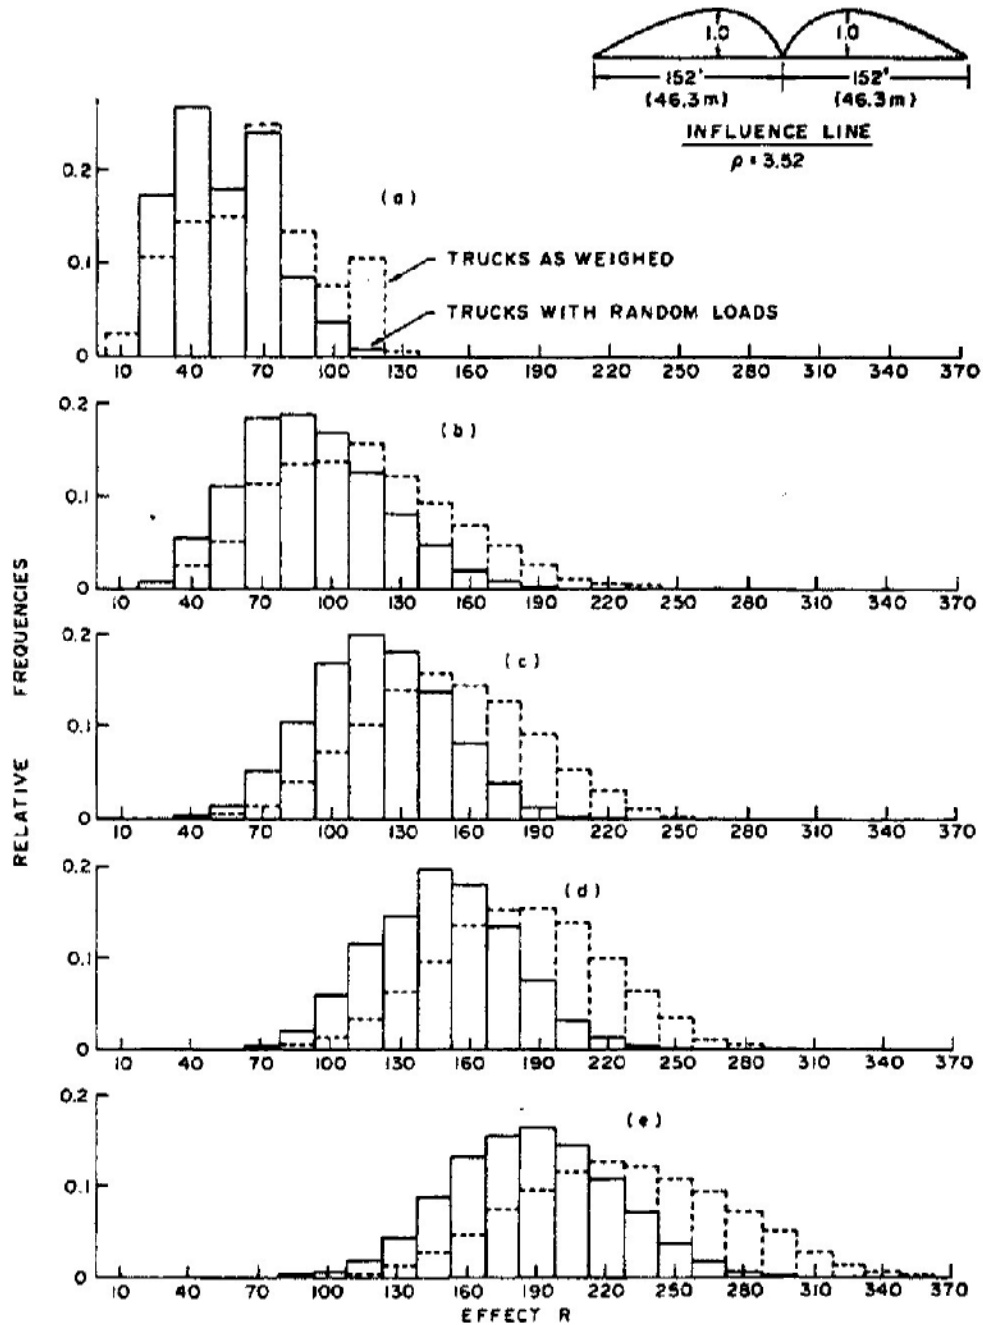 1.0 1.0
152' 152'
(46.3m) (46.3m)
INFLUENCE LINE
ρ = 3.52
0.2
(a)
TRUCKS AS WEIGHED
0.1
TRUCKS WITH RANDOM LOADS
0
10 40 70 100 130 160 190 220 250 280 310 340 370
0.2
(b)
0.1
0
10 40 70 100 130 160 190 220 250 280 310 340 370
0.2
(c)
0.1
0
10 40 70 100 130 160 190 220 250 280 310 340 370
0.2
(d)
0.1
0
10 40 70 100 130 160 190 220 250 280 310 340 370
0.2
(e)
0.1
0
10 40 70 100 130 160 190 220 250 280 310 340 370
EFFECT R
RELATIVE FREQUENCIES